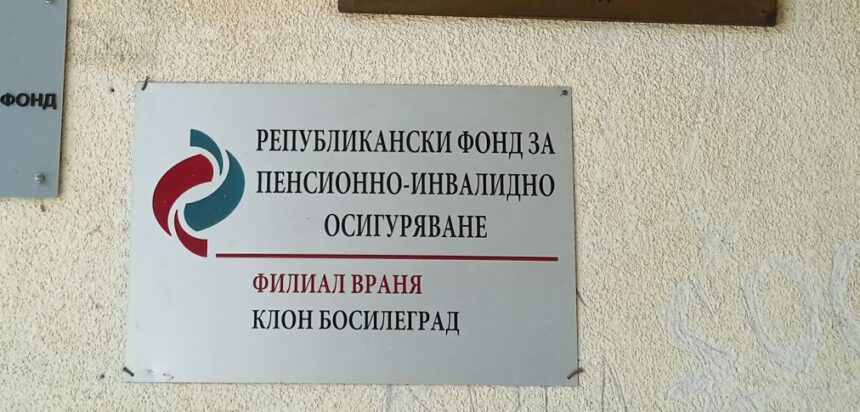 ФОНД
РЕПУБЛИКАНСКИ ФОНД ЗА
ПЕНСИОННО-ИНВАЛИДНО
ОСИГУРЯВАНЕ
ФИЛИАЛ ВРАНЯ
КЛОН БОСИЛЕГРАД